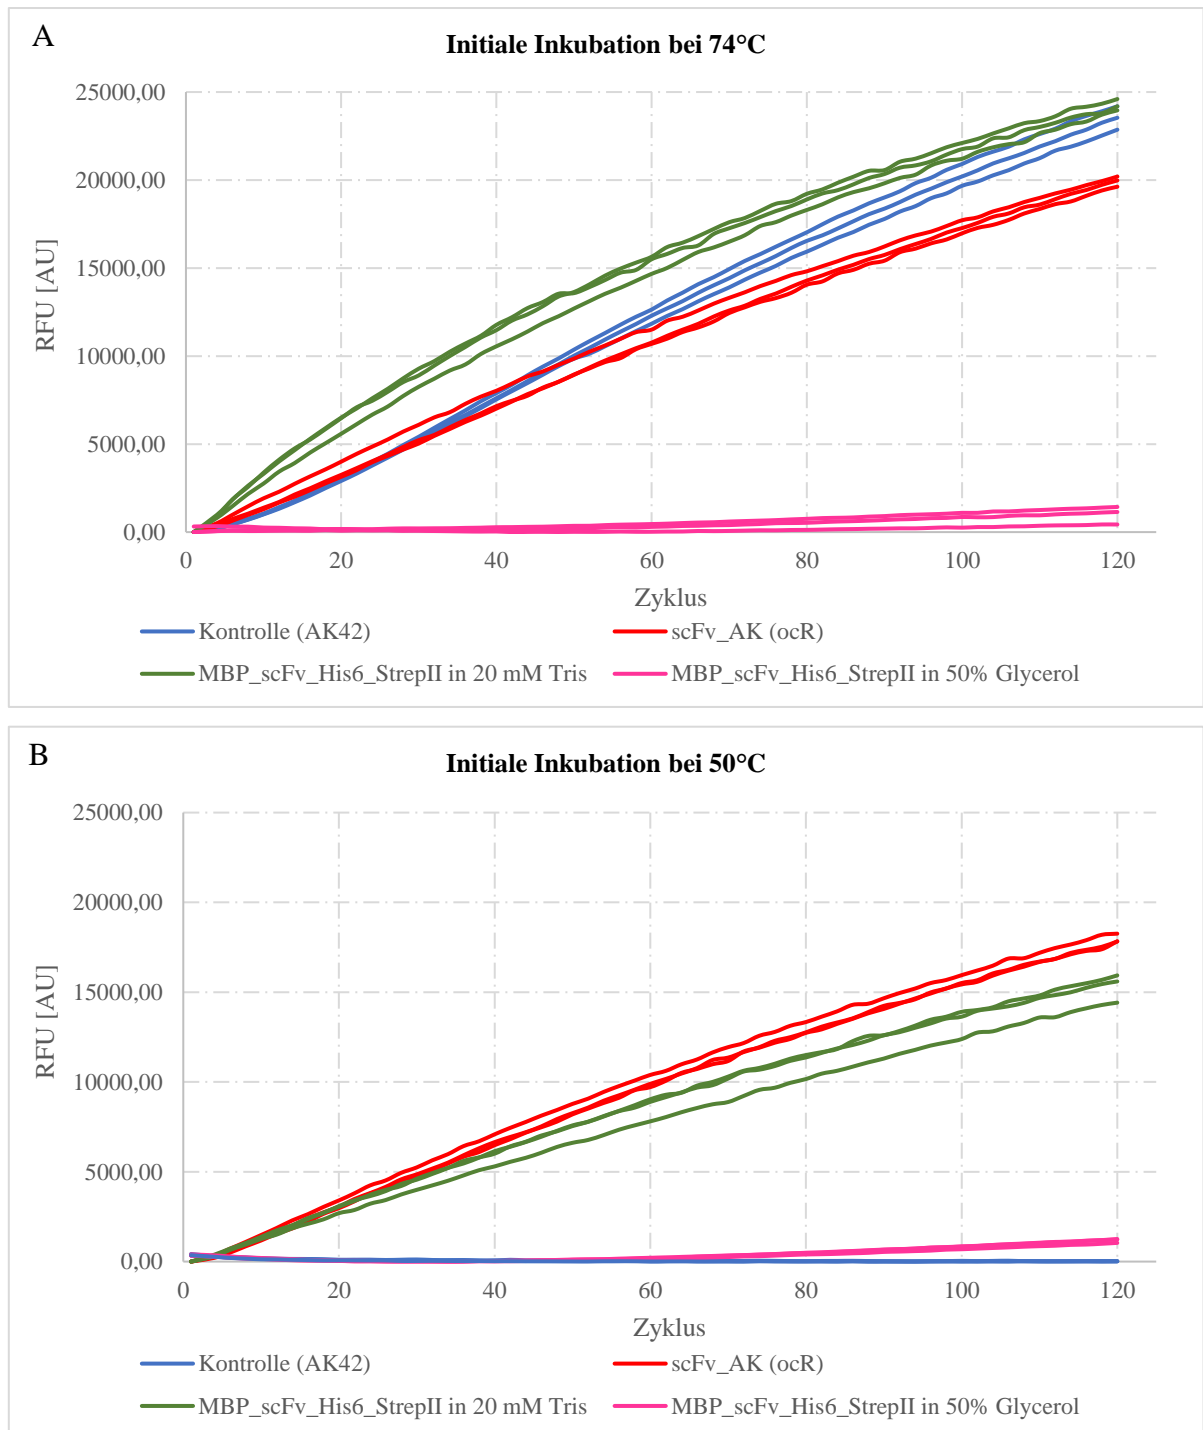 A
Initiale Inkubation bei 74°C
25000,00
20000,00
15000,00
10000,00
5000,00
0,00
RFU [AU]
0 20 40 60 80 100 120
Zyklus
Kontrolle (AK42) scFv_AK (ocR)
MBP_scFv_His6_StrepII in 20 mM Tris MBP_scFv_His6_StrepII in 50% Glycerol
B
Initiale Inkubation bei 50°C
25000,00
20000,00
15000,00
10000,00
5000,00
0,00
RFU [AU]
0 20 40 60 80 100 120
Zyklus
Kontrolle (AK42) scFv_AK (ocR)
MBP_scFv_His6_StrepII in 20 mM Tris MBP_scFv_His6_StrepII in 50% Glycerol